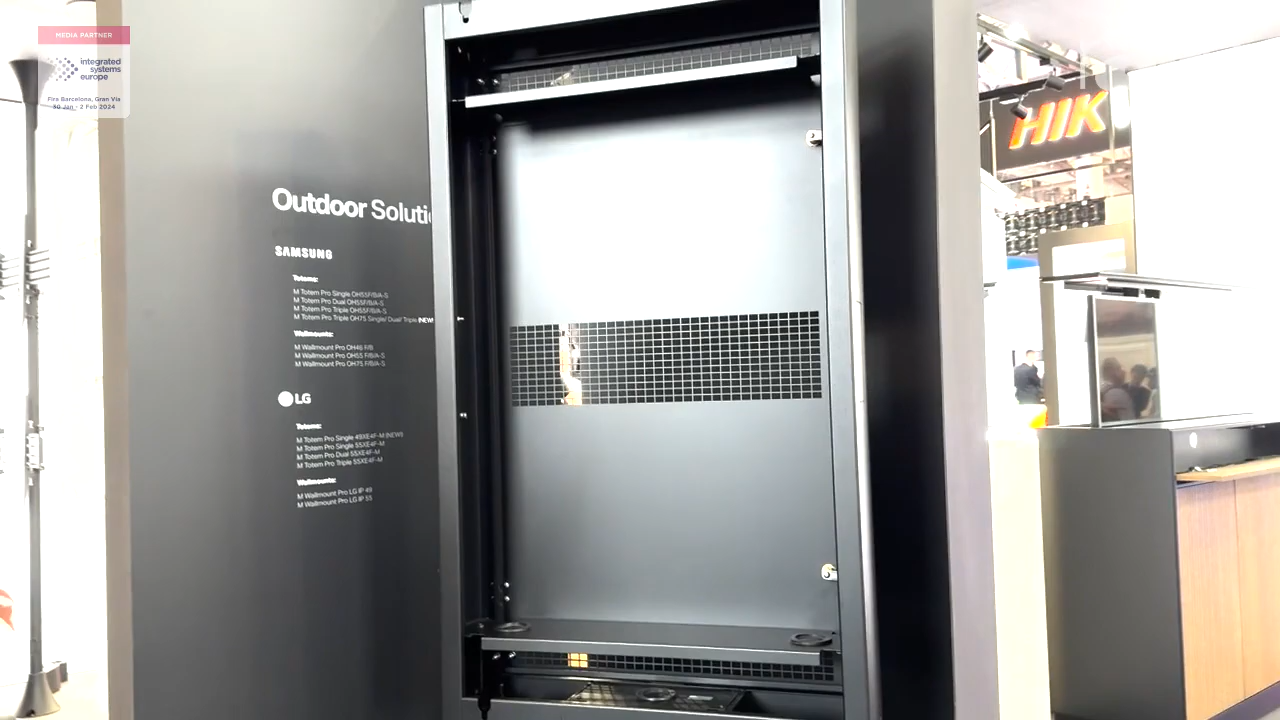 MEDIA PARTNER
integrated
systems
europe
Fira Barcelona, Gran Vía
30 Jan - 2 Feb 2024
HIK
Outdoor Soluti
SAMSUNG
Totems:
M Totem Pro Single OH55F/B/A-S
M Totem Pro Dual OH55F/B/A-S
M Totem Pro Triple OH55F/B/A-S
M Totem Pro Triple OH75 Single/ Dual/ Triple (NEW)
Wallmounts:
M Wallmount Pro OH46 F/B
M Wallmount Pro OH55 F/B/A-S
M Wallmount Pro OH75 F/B/A-S
LG
Totems:
M Totem Pro Single 49XE4F-M (NEW!)
M Totem Pro Single 55XE4F-M
M Totem Pro Dual 55XE4F-M
M Totem Pro Triple 55XE4F-M
Wallmounts:
M Wallmount Pro LG IP 49
M Wallmount Pro LG IP 55